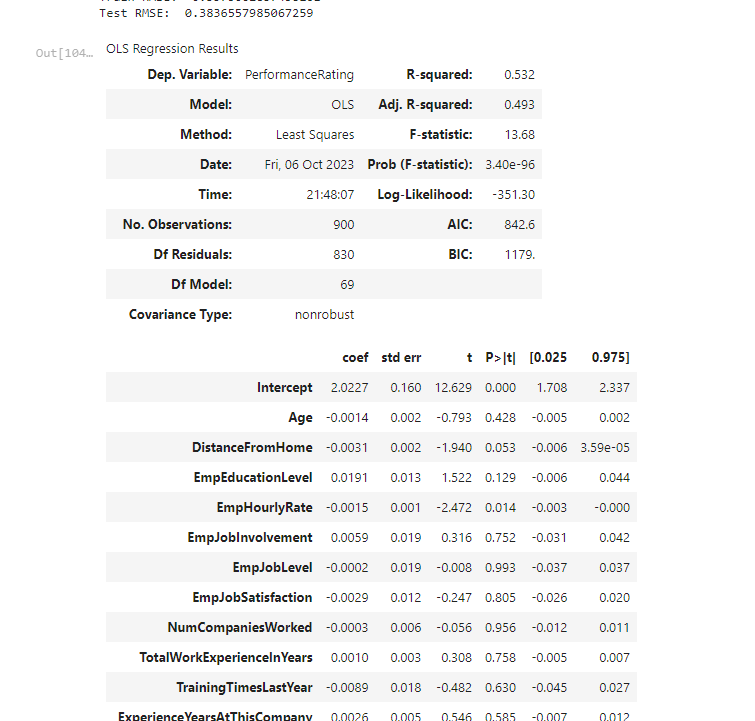 Test RMSE: 0.3836557985067259
Out[104…
OLS Regression Results
Dep. Variable: PerformanceRating R-squared: 0.532
Model: OLS Adj. R-squared: 0.493
Method: Least Squares F-statistic: 13.68
Date: Fri, 06 Oct 2023 Prob (F-statistic): 3.40e-96
Time: 21:48:07 Log-Likelihood: -351.30
No. Observations: 900 AIC: 842.6
Df Residuals: 830 BIC: 1179.
Df Model: 69
Covariance Type: nonrobust
coef std err t P>|t| [0.025 0.975]
Intercept 2.0227 0.160 12.629 0.000 1.708 2.337
Age -0.0014 0.002 -0.793 0.428 -0.005 0.002
DistanceFromHome -0.0031 0.002 -1.940 0.053 -0.006 3.59e-05
EmpEducationLevel 0.0191 0.013 1.522 0.129 -0.006 0.044
EmpHourlyRate -0.0015 0.001 -2.472 0.014 -0.003 -0.000
EmpJobInvolvement 0.0059 0.019 0.316 0.752 -0.031 0.042
EmpJobLevel -0.0002 0.019 -0.008 0.993 -0.037 0.037
EmpJobSatisfaction -0.0029 0.012 -0.247 0.805 -0.026 0.020
NumCompaniesWorked -0.0003 0.006 -0.056 0.956 -0.012 0.011
TotalWorkExperienceInYears 0.0010 0.003 0.308 0.758 -0.005 0.007
TrainingTimesLastYear -0.0089 0.018 -0.482 0.630 -0.045 0.027
ExperienceYearsAtThisCompany 0.0026 0.005 0.546 0.585 -0.007 0.012